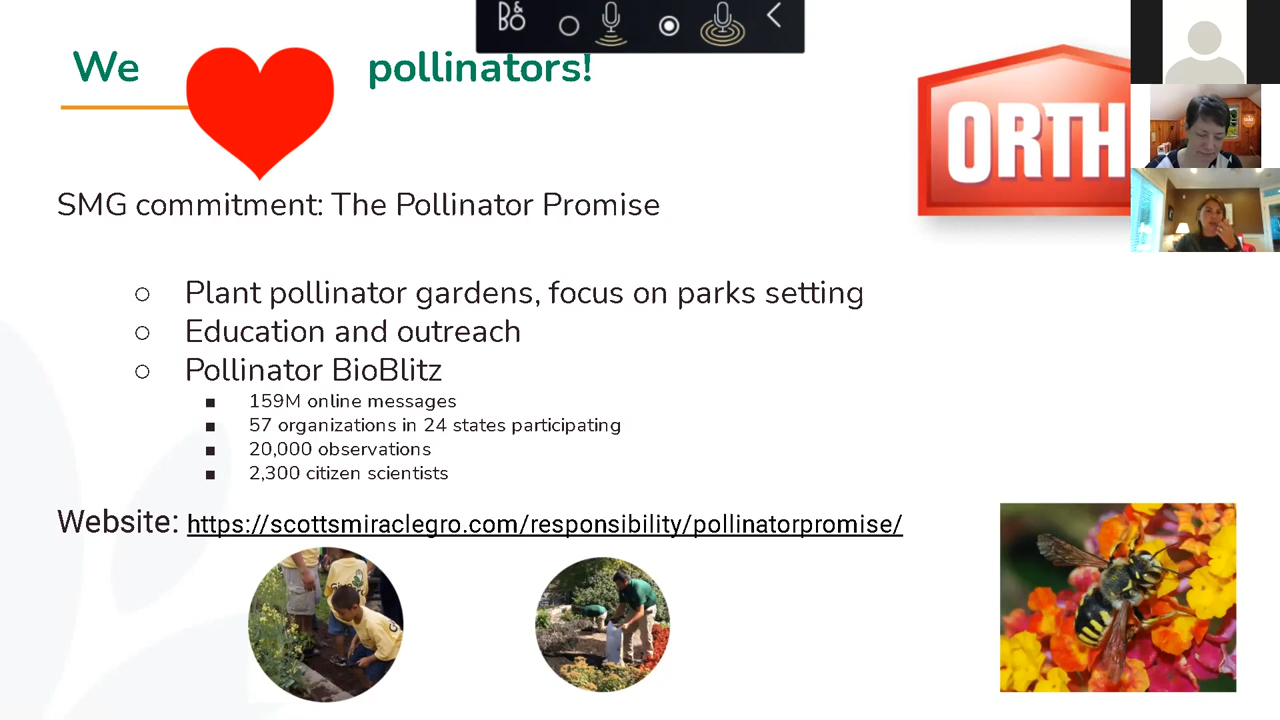 B&O
We pollinators!
ORTH
SMG commitment: The Pollinator Promise
○ Plant pollinator gardens, focus on parks setting
○ Education and outreach
○ Pollinator BioBlitz
■ 159M online messages
■ 57 organizations in 24 states participating
■ 20,000 observations
■ 2,300 citizen scientists
Website: https://scottsmiraclegro.com/responsibility/pollinatorpromise/